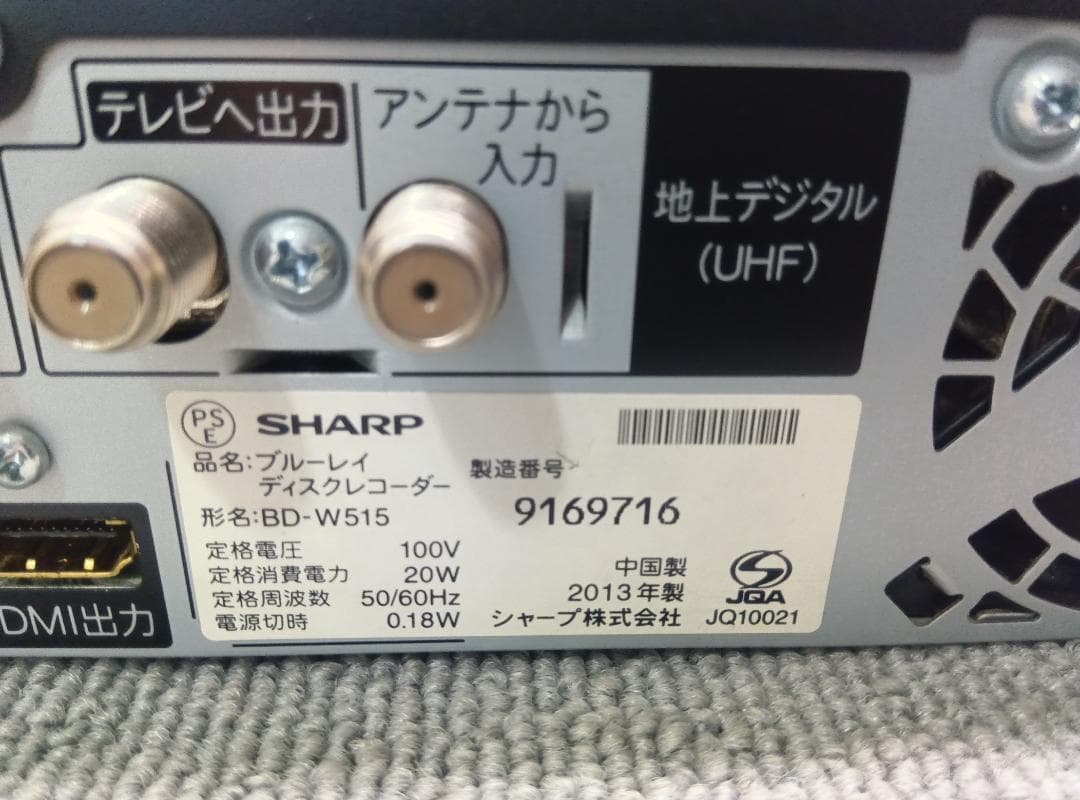 テレビへ出力
アンテナから
入力
地上デジタル
(UHF)
PS
E
SHARP
品名:ブルーレイ
ディスクレコーダー
製造番号
形名:BD-W515
9169716
定格電圧 100V
定格消費電力 20W
定格周波数 50/60Hz
電源切時 0.18W
中国製
2013年製
シャープ株式会社
JQA
JQ10021
DMI出力